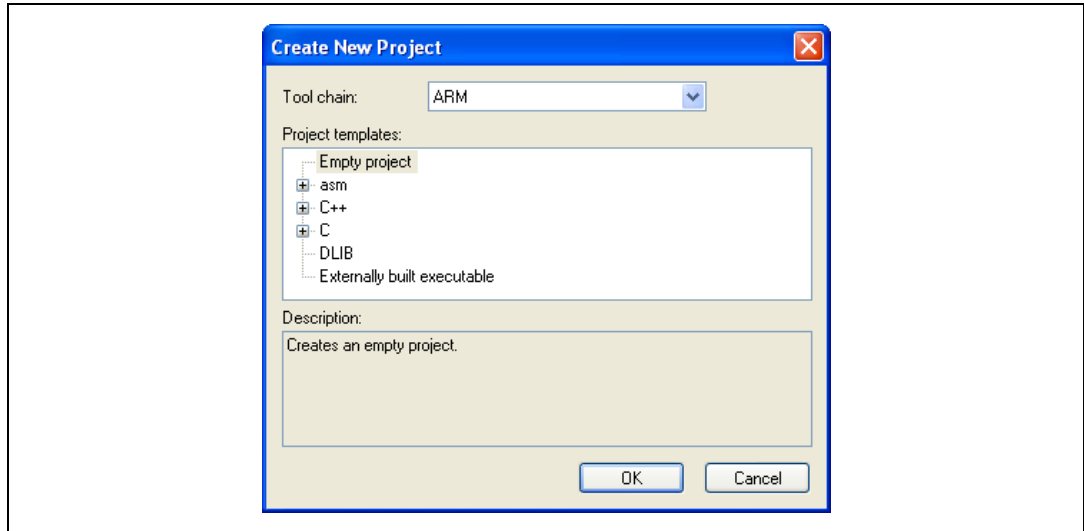 Create New Project
Tool chain: ARM
Project templates:
Empty project
asm
C++
C
DLIB
Externally built executable
Description:
Creates an empty project.
OK Cancel